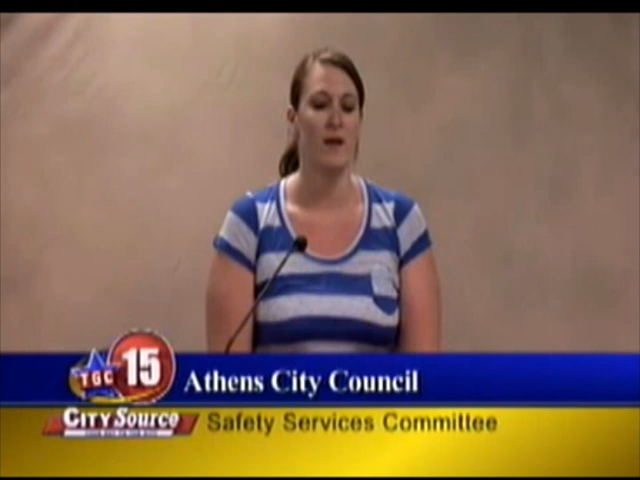 TGC 15
Athens City Council
CITY SOURCE
Safety Services Committee